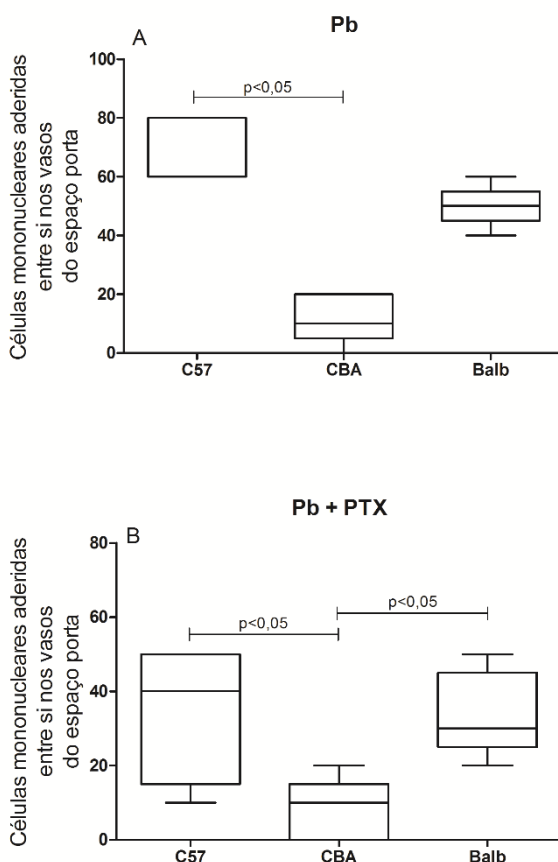 Pb
A
Células mononucleares aderidas
entre si nos vasos
do espaço porta
100
80
60
40
20
0
p<0,05
C57
CBA
Balb
Pb + PTX
B
Células mononucleares aderidas
entre si nos vasos
do espaço porta
80
60
40
20
0
p<0,05
p<0,05
C57
CBA
Balb